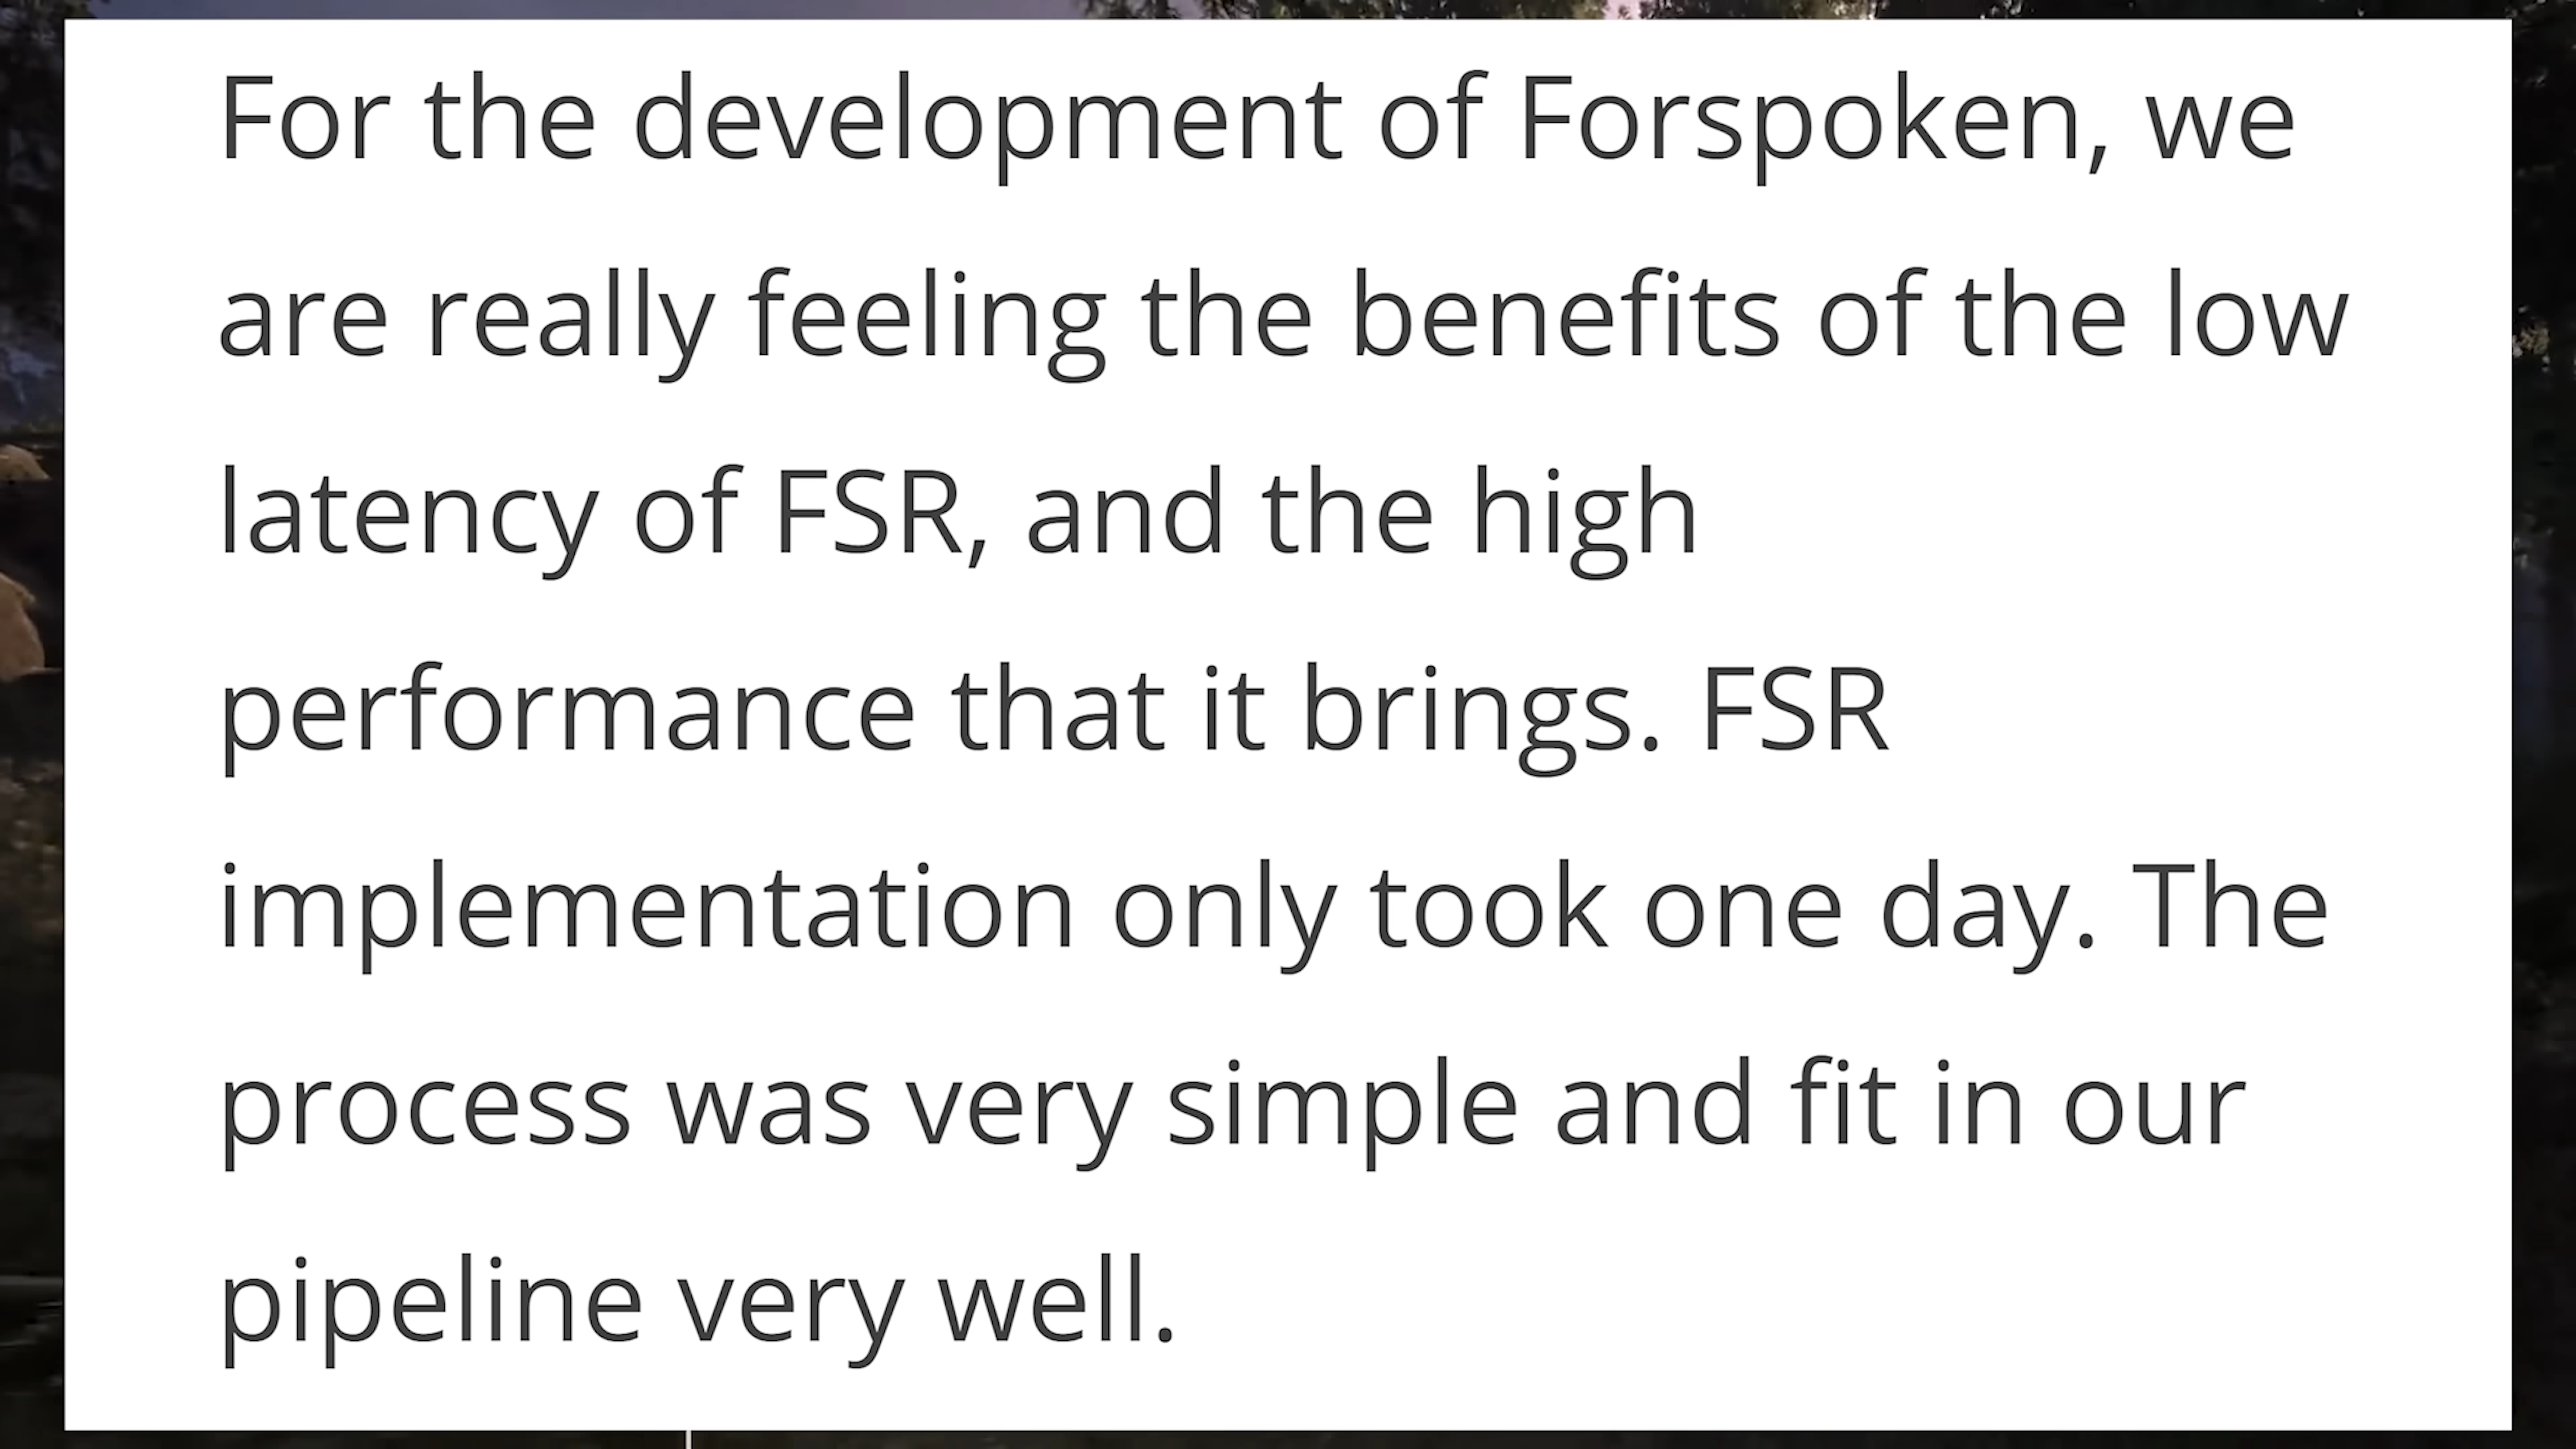 For the development of Forspoken, we
are really feeling the benefits of the low
latency of FSR, and the high
performance that it brings. FSR
implementation only took one day. The
process was very simple and fit in our
pipeline very well.